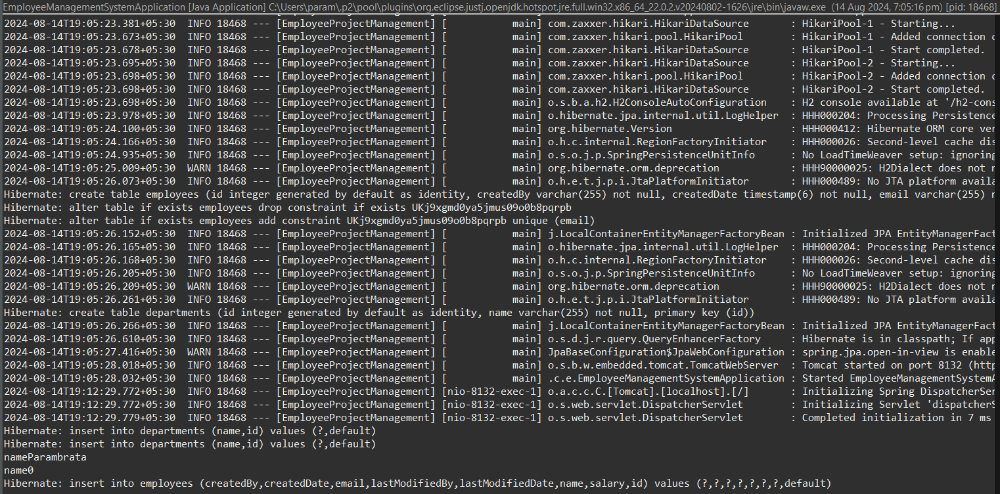 EmployeeManagementSystemApplication [Java Application] C:\Users\param\.p2\pool\plugins\org.eclipse.justj.openjdk.hotspot.jre.full.win32.x86_64_22.0.2.v20240802-1626\jre\bin\javaw.exe (14 Aug 2024, 7:05:16 pm) [pid: 18468]
2024-08-14T19:05:23.381+05:30  INFO 18468 --- [EmployeeProjectManagement] [           main] com.zaxxer.hikari.HikariDataSource       : HikariPool-1 - Starting...
2024-08-14T19:05:23.673+05:30  INFO 18468 --- [EmployeeProjectManagement] [           main] com.zaxxer.hikari.pool.HikariPool        : HikariPool-1 - Added connection c
2024-08-14T19:05:23.678+05:30  INFO 18468 --- [EmployeeProjectManagement] [           main] com.zaxxer.hikari.HikariDataSource       : HikariPool-1 - Start completed.
2024-08-14T19:05:23.695+05:30  INFO 18468 --- [EmployeeProjectManagement] [           main] com.zaxxer.hikari.HikariDataSource       : HikariPool-2 - Starting...
2024-08-14T19:05:23.698+05:30  INFO 18468 --- [EmployeeProjectManagement] [           main] com.zaxxer.hikari.pool.HikariPool        : HikariPool-2 - Added connection c
2024-08-14T19:05:23.698+05:30  INFO 18468 --- [EmployeeProjectManagement] [           main] com.zaxxer.hikari.HikariDataSource       : HikariPool-2 - Start completed.
2024-08-14T19:05:23.698+05:30  INFO 18468 --- [EmployeeProjectManagement] [           main] o.s.b.a.h2.H2ConsoleAutoConfiguration    : H2 console available at '/h2-cons
2024-08-14T19:05:23.978+05:30  INFO 18468 --- [EmployeeProjectManagement] [           main] o.hibernate.jpa.internal.util.LogHelper  : HHH000204: Processing Persistence
2024-08-14T19:05:24.100+05:30  INFO 18468 --- [EmployeeProjectManagement] [           main] org.hibernate.Version                    : HHH000412: Hibernate ORM core ver
2024-08-14T19:05:24.166+05:30  INFO 18468 --- [EmployeeProjectManagement] [           main] o.h.c.internal.RegionFactoryInitiator    : HHH000026: Second-level cache dis
2024-08-14T19:05:24.935+05:30  INFO 18468 --- [EmployeeProjectManagement] [           main] o.s.o.j.p.SpringPersistenceUnitInfo      : No LoadTimeWeaver setup: ignoring
2024-08-14T19:05:25.009+05:30  WARN 18468 --- [EmployeeProjectManagement] [           main] org.hibernate.orm.deprecation            : HHH90000025: H2Dialect does not n
2024-08-14T19:05:26.073+05:30  INFO 18468 --- [EmployeeProjectManagement] [           main] o.h.e.t.j.p.i.JtaPlatformInitiator       : HHH000489: No JTA platform availa
Hibernate: create table employees (id integer generated by default as identity, createdBy varchar(255) not null, createdDate timestamp(6) not null, email varchar(255) n
Hibernate: alter table if exists employees drop constraint if exists UKj9xgmd0ya5jmus09o0b8pqrpb
Hibernate: alter table if exists employees add constraint UKj9xgmd0ya5jmus09o0b8pqrpb unique (email)
2024-08-14T19:05:26.152+05:30  INFO 18468 --- [EmployeeProjectManagement] [           main] j.LocalContainerEntityManagerFactoryBean : Initialized JPA EntityManagerFact
2024-08-14T19:05:26.165+05:30  INFO 18468 --- [EmployeeProjectManagement] [           main] o.hibernate.jpa.internal.util.LogHelper  : HHH000204: Processing Persistence
2024-08-14T19:05:26.168+05:30  INFO 18468 --- [EmployeeProjectManagement] [           main] o.h.c.internal.RegionFactoryInitiator    : HHH000026: Second-level cache dis
2024-08-14T19:05:26.205+05:30  INFO 18468 --- [EmployeeProjectManagement] [           main] o.s.o.j.p.SpringPersistenceUnitInfo      : No LoadTimeWeaver setup: ignoring
2024-08-14T19:05:26.209+05:30  WARN 18468 --- [EmployeeProjectManagement] [           main] org.hibernate.orm.deprecation            : HHH90000025: H2Dialect does not n
2024-08-14T19:05:26.261+05:30  INFO 18468 --- [EmployeeProjectManagement] [           main] o.h.e.t.j.p.i.JtaPlatformInitiator       : HHH000489: No JTA platform availa
Hibernate: create table departments (id integer generated by default as identity, name varchar(255) not null, primary key (id))
2024-08-14T19:05:26.266+05:30  INFO 18468 --- [EmployeeProjectManagement] [           main] j.LocalContainerEntityManagerFactoryBean : Initialized JPA EntityManagerFact
2024-08-14T19:05:26.610+05:30  INFO 18468 --- [EmployeeProjectManagement] [           main] o.s.d.j.r.query.QueryEnhancerFactory     : Hibernate is in classpath; If app
2024-08-14T19:05:27.416+05:30  WARN 18468 --- [EmployeeProjectManagement] [           main] JpaBaseConfiguration$JpaWebConfiguration : spring.jpa.open-in-view is enable
2024-08-14T19:05:28.018+05:30  INFO 18468 --- [EmployeeProjectManagement] [           main] o.s.b.w.embedded.tomcat.TomcatWebServer  : Tomcat started on port 8132 (http
2024-08-14T19:05:28.032+05:30  INFO 18468 --- [EmployeeProjectManagement] [           main] .c.e.EmployeeManagementSystemApplication : Started EmployeeManagementSystemA
2024-08-14T19:12:29.772+05:30  INFO 18468 --- [EmployeeProjectManagement] [nio-8132-exec-1] o.a.c.c.C.[Tomcat].[localhost].[/]       : Initializing Spring DispatcherSer
2024-08-14T19:12:29.772+05:30  INFO 18468 --- [EmployeeProjectManagement] [nio-8132-exec-1] o.s.web.servlet.DispatcherServlet        : Initializing Servlet 'dispatcherS
2024-08-14T19:12:29.779+05:30  INFO 18468 --- [EmployeeProjectManagement] [nio-8132-exec-1] o.s.web.servlet.DispatcherServlet        : Completed initialization in 7 ms
Hibernate: insert into departments (name,id) values (?,default)
Hibernate: insert into departments (name,id) values (?,default)
nameParambrata
name0
Hibernate: insert into employees (createdBy,createdDate,email,lastModifiedBy,lastModifiedDate,name,salary,id) values (?,?,?,?,?,?,?,default)